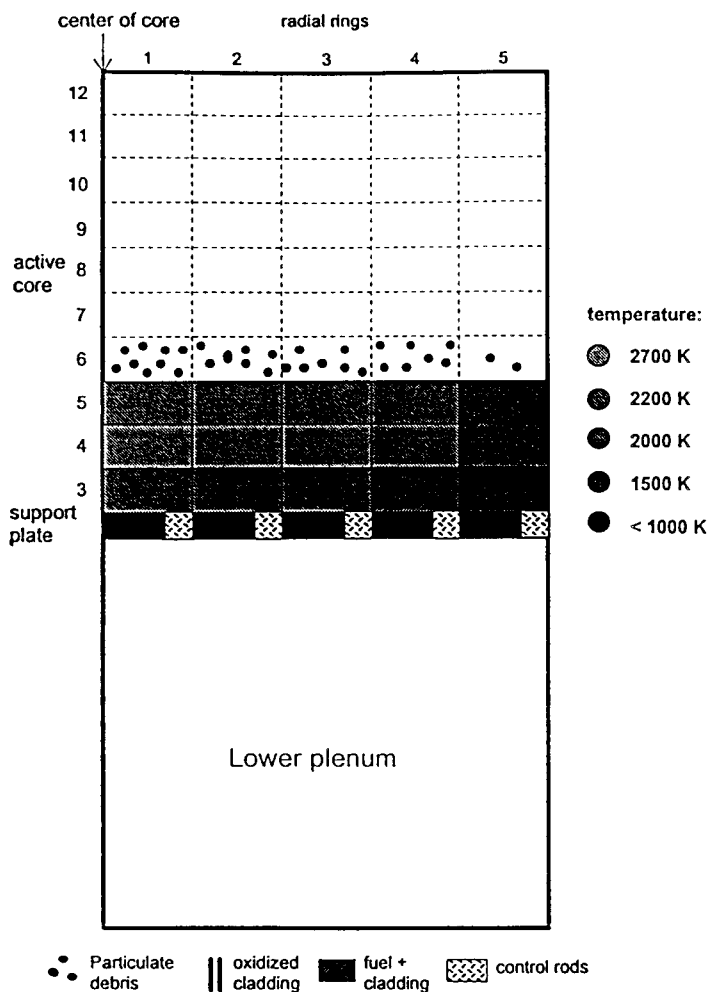 center of core
radial rings
1 2 3 4 5
12
11
10
9
active
core
8
7
6
5
4
3
support
plate
temperature:
2700 K
2200 K
2000 K
1500 K
< 1000 K
Lower plenum
Particulate
debris
oxidized
cladding
fuel +
cladding
control rods